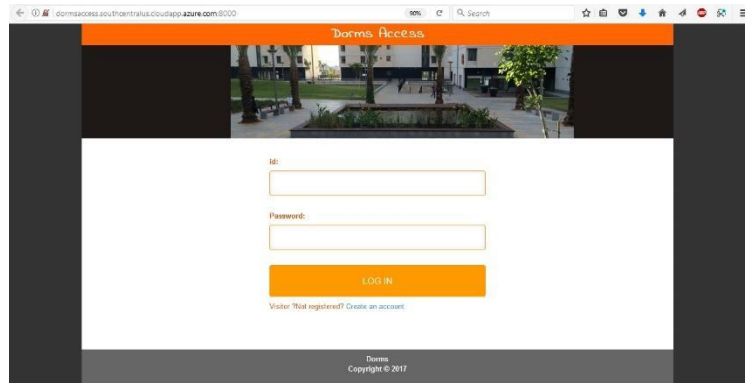 dormsaccess.southcentralus.cloudapp.azure.com:8000
90%
Search
Dorms Access
Id:
Password:
LOG IN
Visitor ?Not registered? Create an account
Dorms
Copyright © 2017